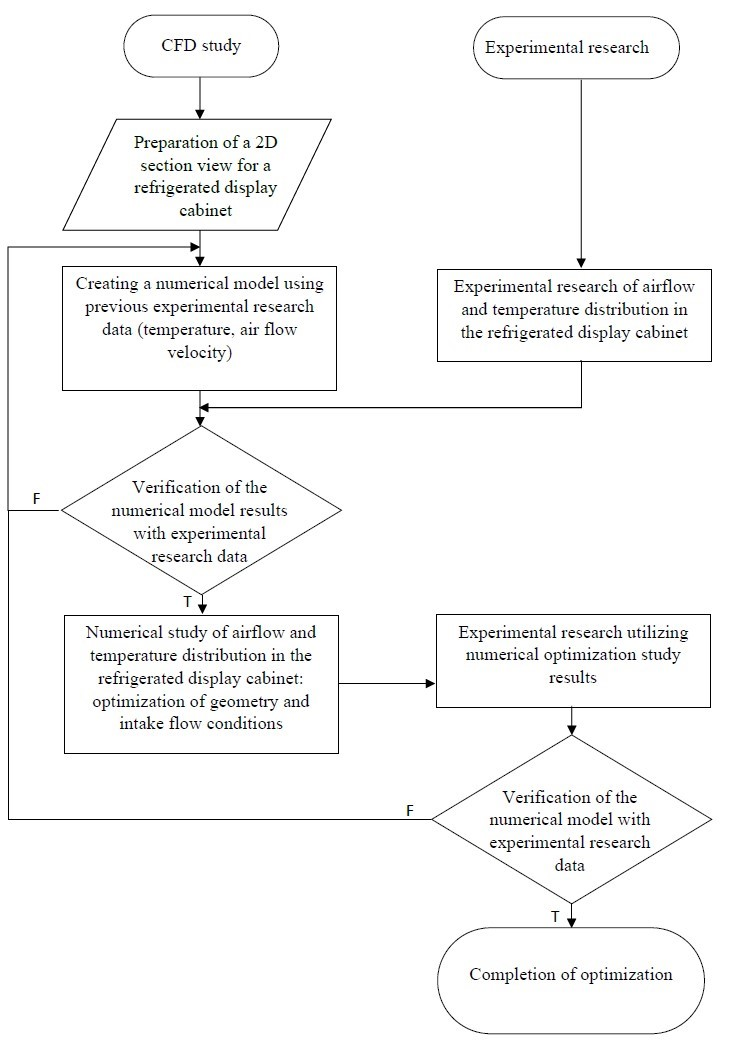 CFD study
Experimental research
Preparation of a 2D
section view for a
refrigerated display
cabinet
Creating a numerical model using
previous experimental research
data (temperature, air flow
velocity)
Experimental research of airflow
and temperature distribution in
the refrigerated display cabinet
F
Verification of the
numerical model results
with experimental
research data
T
Numerical study of airflow and
temperature distribution in the
refrigerated display cabinet:
optimization of geometry and
intake flow conditions
Experimental research utilizing
numerical optimization study
results
F
Verification of the
numerical model with
experimental research
data
T
Completion of optimization